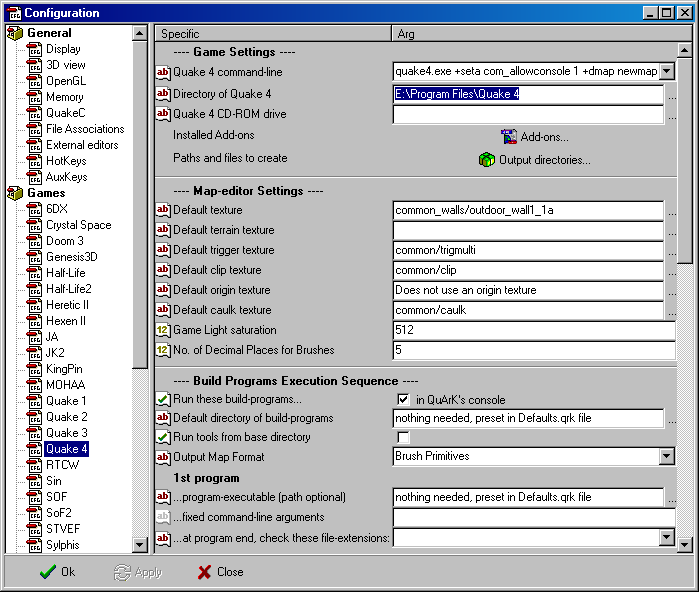 Configuration
General
Display
3D view
OpenGL
Memory
QuakeC
File Associations
External editors
HotKeys
AuxKeys
Games
6DX
Crystal Space
Doom 3
Genesis3D
Half-Life
Half-Life2
Heretic II
Hexen II
JA
JK2
KingPin
MOHAA
Quake 1
Quake 2
Quake 3
Quake 4
RTCW
Sin
SOF
SoF2
STVEF
Sylphis
Specific Arg
---- Game Settings ----
Quake 4 command-line quake4.exe +seta com_allowconsole 1 +dmap newmap
Directory of Quake 4 E:\Program Files\Quake 4 ...
Quake 4 CD-ROM drive ...
Installed Add-ons Add-ons...
Paths and files to create Output directories...
---- Map-editor Settings ----
Default texture common_walls/outdoor_wall1_1a ...
Default terrain texture ...
Default trigger texture common/trigmulti ...
Default clip texture common/clip ...
Default origin texture Does not use an origin texture ...
Default caulk texture common/caulk ...
Game Light saturation 512
No. of Decimal Places for Brushes 5
---- Build Programs Execution Sequence ----
Run these build-programs... in QuArK's console
Default directory of build-programs nothing needed, preset in Defaults.qrk file ...
Run tools from base directory
Output Map Format Brush Primitives
1st program
...program-executable (path optional) nothing needed, preset in Defaults.qrk file ...
...fixed command-line arguments
...at program end, check these file-extensions:
Ok Apply Close